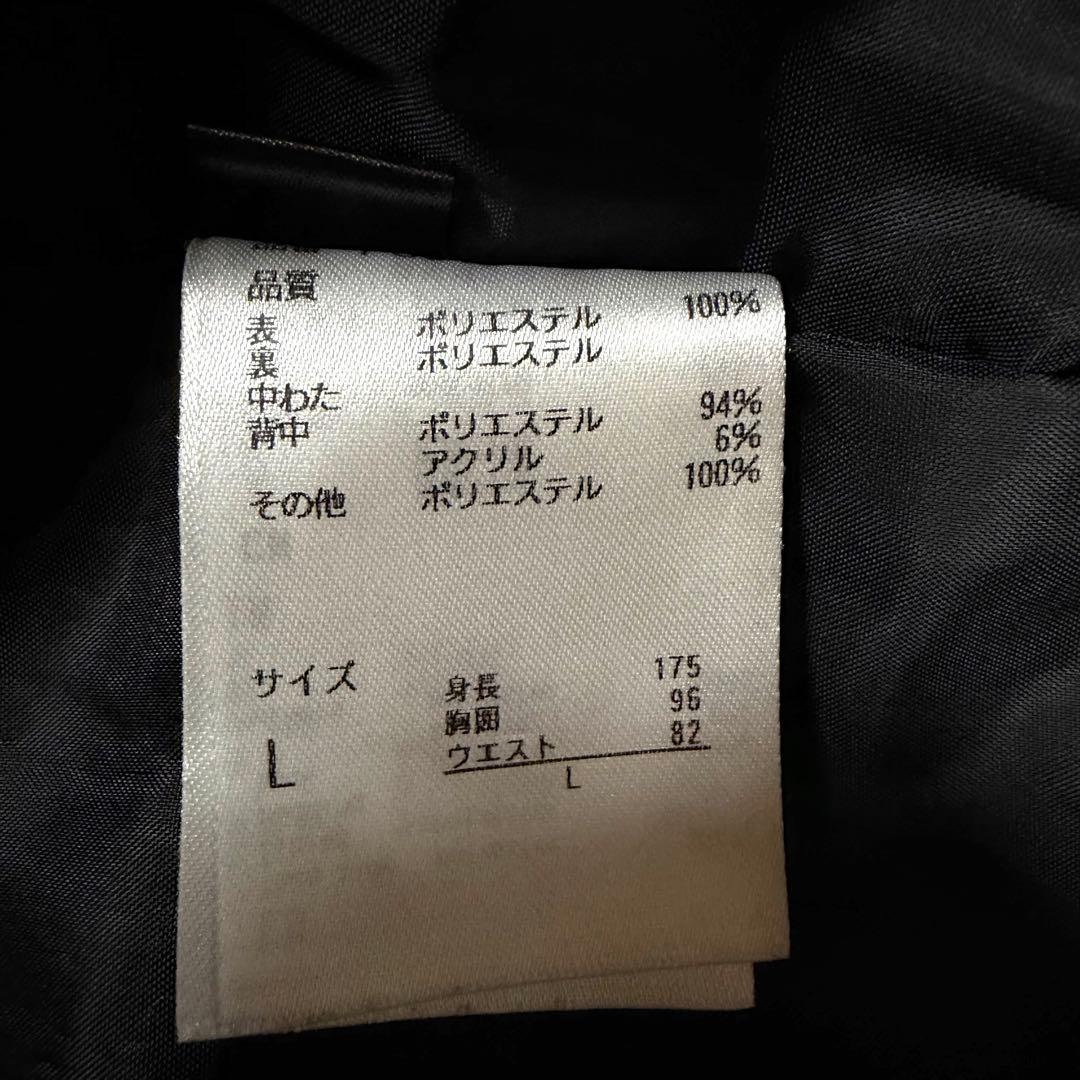 品質
表 ポリエステル 100%
裏 ポリエステル
中わた
背中 ポリエステル 94%
アクリル 6%
その他 ポリエステル 100%
サイズ 身長 175
胸囲 96
ウエスト 82
L
L